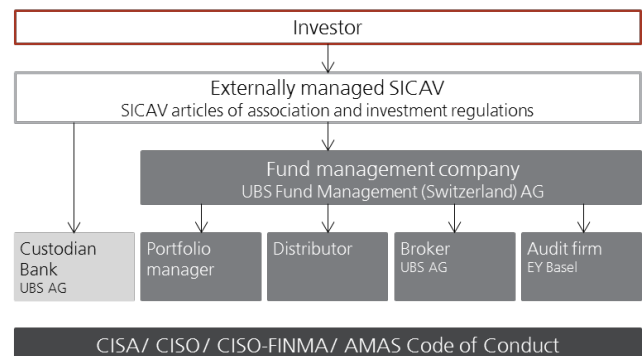 Investor
Externally managed SICAV
SICAV articles of association and investment regulations
Fund management company
UBS Fund Management (Switzerland) AG
Custodian
Bank
UBS AG
Portfolio
manager
Distributor
Broker
UBS AG
Audit firm
EY Basel
CISA/ CISO/ CISO-FINMA/ AMAS Code of Conduct